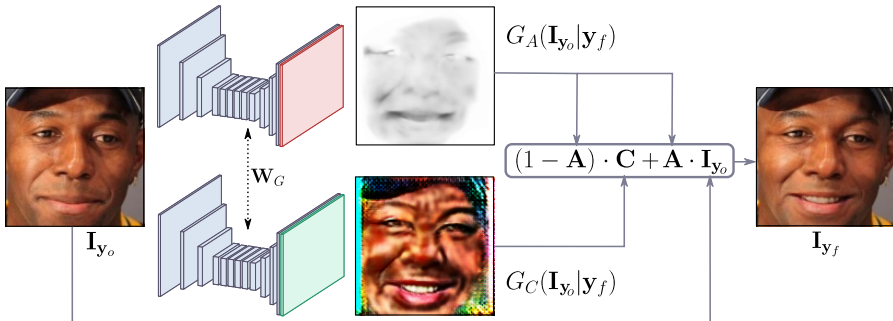 G_A(I_{y_o}|y_f)
(1 − A) · C + A · I_{y_o}
W_G
I_{y_o}
I_{y_f}
G_C(I_{y_o}|y_f)